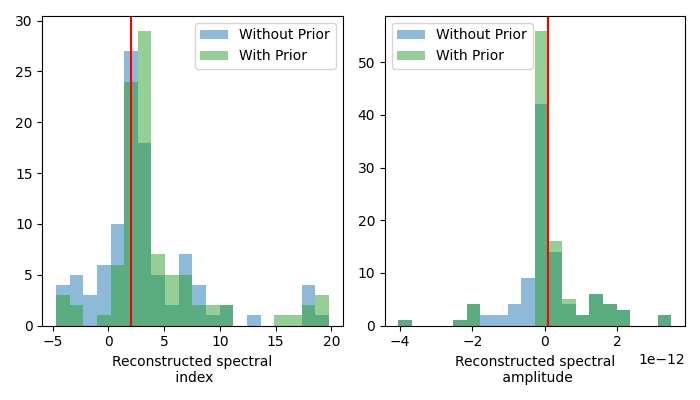 30
25
20
15
10
5
0
−5
0
5
10
15
20
Without Prior
With Prior
Reconstructed spectral
index
50
40
30
20
10
0
−4
−2
0
2
1e−12
Without Prior
With Prior
Reconstructed spectral
amplitude